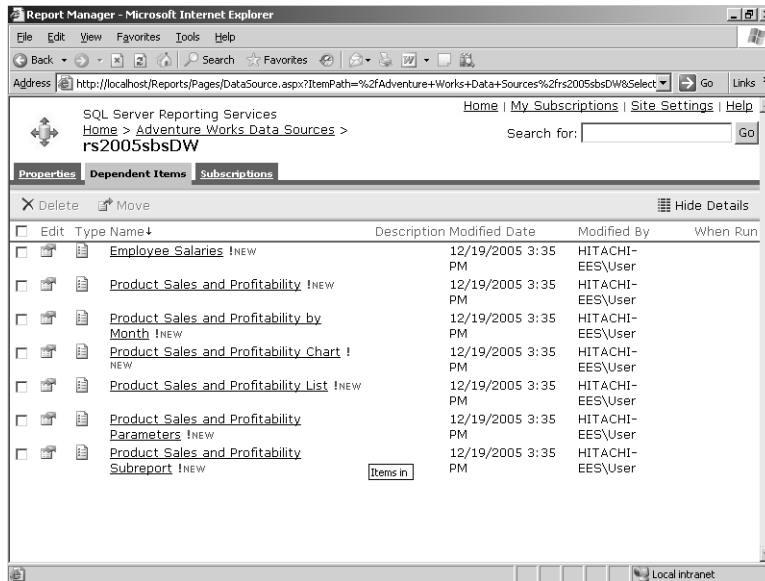 Report Manager - Microsoft Internet Explorer
File Edit View Favorites Tools Help
Back Search Favorites
Address http://localhost/Reports/Pages/DataSource.aspx?ItemPath=%2fAdventure+Works+Data+Sources%2frs2005sbsDW&Select Go Links
Home | My Subscriptions | Site Settings | Help
SQL Server Reporting Services
Home > Adventure Works Data Sources >
rs2005sbsDW
Search for: Go
Properties Dependent Items Subscriptions
Delete Move Hide Details
Edit Type Name↓ Description Modified Date Modified By When Run
Employee Salaries !NEW 12/19/2005 3:35 HITACHI-
PM EES\User
Product Sales and Profitability !NEW 12/19/2005 3:35 HITACHI-
PM EES\User
Product Sales and Profitability by 12/19/2005 3:35 HITACHI-
Month !NEW PM EES\User
Product Sales and Profitability Chart ! 12/19/2005 3:35 HITACHI-
NEW PM EES\User
Product Sales and Profitability List !NEW 12/19/2005 3:35 HITACHI-
PM EES\User
Product Sales and Profitability 12/19/2005 3:35 HITACHI-
Parameters !NEW PM EES\User
Product Sales and Profitability 12/19/2005 3:35 HITACHI-
Subreport !NEW PM EES\User
Items in
Local intranet